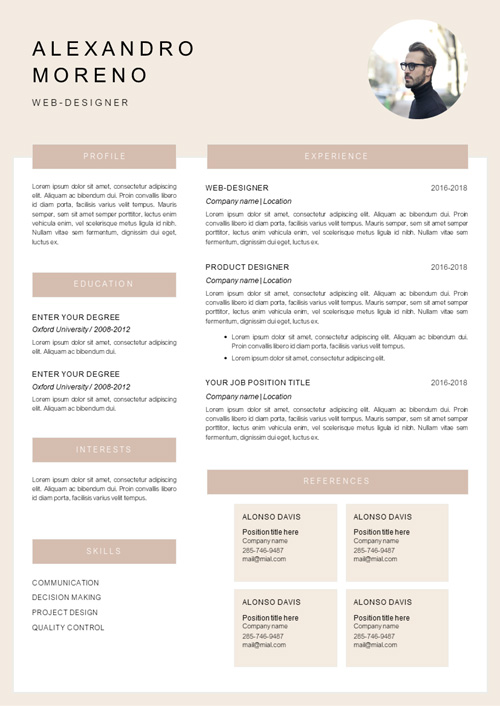 ALEXANDRO
MORENO
WEB-DESIGNER
PROFILE
Lorem ipsum dolor sit amet, consectetur adipiscing
elit. Aliquam ac bibendum dui. Proin convallis libero
id diam porta, facilisis velit tempus. Mauris
semper, sem sit amet semper porttitor, lectus enim
vehicula enim, vel scelerisque metus ligula id nibh.
Nullam vitae sem fermentum, dignissim dui eget,
luctus ex.
EDUCATION
ENTER YOUR DEGREE
Oxford University / 2008-2012
Lorem ipsum dolor sit amet, consectetur adipiscing
elit. Aliquam ac bibendum dui.
ENTER YOUR DEGREE
Oxford University / 2008-2012
Lorem ipsum dolor sit amet, consectetur adipiscing
elit. Aliquam ac bibendum dui.
INTERESTS
Lorem ipsum dolor sit amet, consectetur adipiscing
elit. Aliquam ac bibendum dui. Proin convallis libero
id diam porta, facilisis varius velit tempus.
SKILLS
COMMUNICATION
DECISION MAKING
PROJECT DESIGN
QUALITY CONTROL
EXPERIENCE
WEB-DESIGNER 2016-2018
Company name | Location
Lorem ipsum dolor sit amet, consectetur adipiscing elit. Aliquam ac bibendum dui. Proin
convallis libero id diam porta, facilisis velit tempus. Mauris semper, sem sit amet semper
porttitor, lectus enim vehicula enim, vel scelerisque metus ligula id nibh. Nullam vitae sem
fermentum, dignissim dui eget, luctus ex.
PRODUCT DESIGNER 2016-2018
Company name | Location
Lorem ipsum dolor sit amet, consectetur adipiscing elit. Aliquam ac bibendum dui. Proin
convallis libero id diam porta, facilisis velit tempus. Mauris semper, sem sit amet semper
porttitor, lectus enim vehicula enim, vel scelerisque metus ligula id nibh. Nullam vitae sem
fermentum, dignissim dui eget, luctus ex.
• Lorem ipsum dolor sit amet, consectetur adipiscing elit. Aliquam ac bibendum dui.
Proin convallis libero id diam porta, facilisis varius velit tempus.
• Lorem ipsum dolor sit amet, consectetur adipiscing elit.
YOUR JOB POSITION TITLE 2016-2018
Company name | Location
Lorem ipsum dolor sit amet, consectetur adipiscing elit. Aliquam ac bibendum dui. Proin
convallis libero id diam porta, facilisis velit tempus. Mauris semper, sem sit amet semper
porttitor, lectus enim vehicula enim, vel scelerisque metus ligula id nibh. Nullam vitae sem
fermentum, dignissim dui eget, luctus ex.
REFERENCES
ALONSO DAVIS
Position title here
Company name
265-746-9487
mail@mial.com
ALONSO DAVIS
Position title here
Company name
265-746-9487
mail@mial.com
ALONSO DAVIS
Position title here
Company name
265-746-9487
mail@mial.com
ALONSO DAVIS
Position title here
Company name
265-746-9487
mail@mial.com